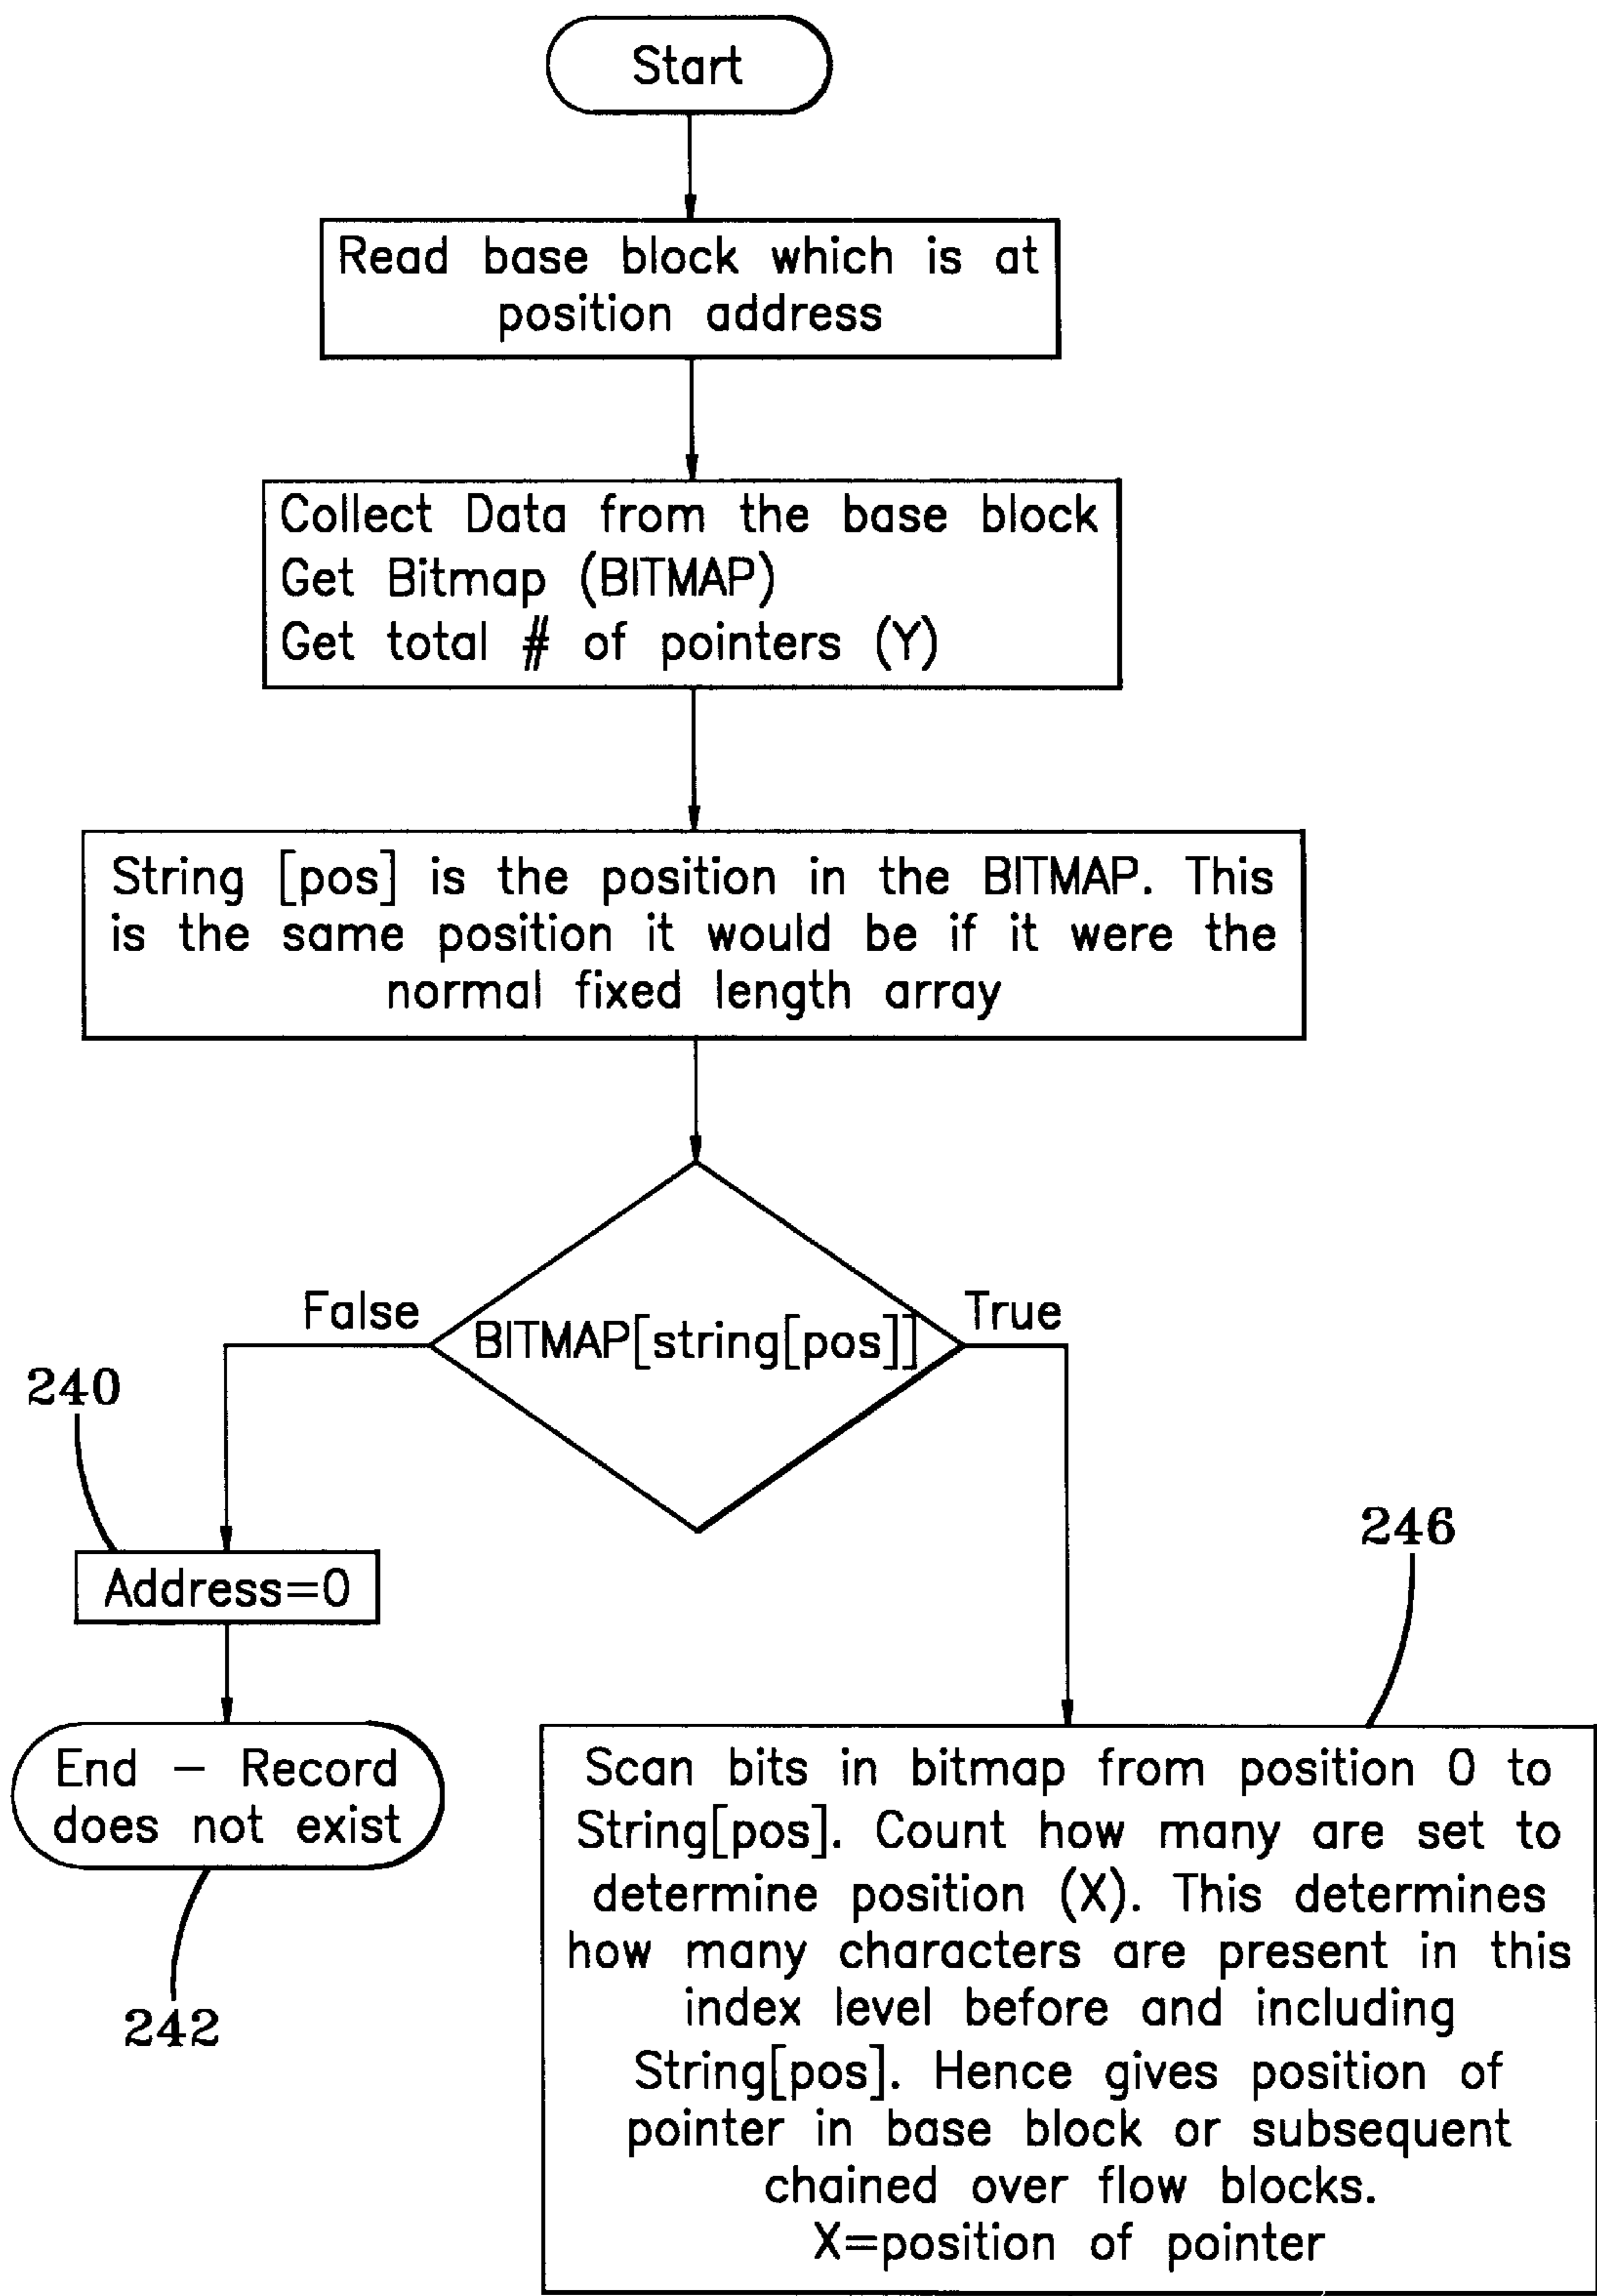 Start
Read base block which is at
position address
Collect Data from the base block
Get Bitmap (BITMAP)
Get total # of pointers (Y)
String [pos] is the position in the BITMAP. This
is the same position it would be if it were the
normal fixed length array
False
True
BITMAP[string[pos]]
240
Address=0
End – Record
does not exist
242
246
Scan bits in bitmap from position 0 to
String[pos]. Count how many are set to
determine position (X). This determines
how many characters are present in this
index level before and including
String[pos]. Hence gives position of
pointer in base block or subsequent
chained over flow blocks.
X=position of pointer